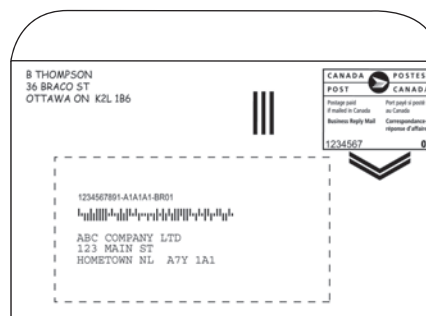 B THOMPSON
36 BRACO ST
OTTAWA ON  K2L 1B6
CANADA POSTES
POST CANADA
Postage paid
if mailed in Canada
Business Reply Mail
Port payé si posté
au Canada
Correspondance-
réponse d'affaires
1234567 0
1234567891-A1A1A1-BR01
ABC COMPANY LTD
123 MAIN ST
HOMETOWN NL  A7Y 1A1